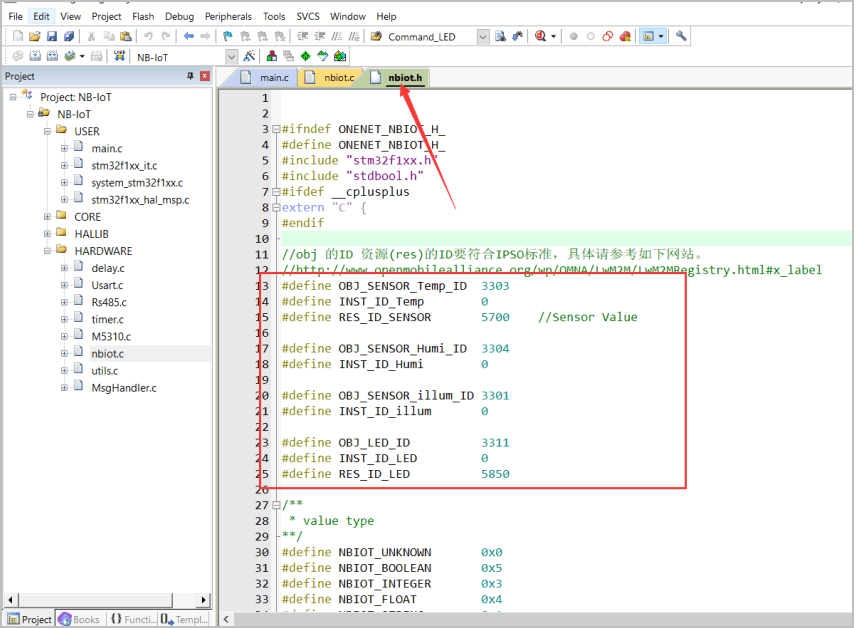 File Edit View Project Flash Debug Peripherals Tools SVCS Window Help
Command_LED
LOAD NB-IoT
Project
Project: NB-IoT
NB-IoT
USER
main.c
stm32f1xx_it.c
system_stm32f1xx.c
stm32f1xx_hal_msp.c
CORE
HALLIB
HARDWARE
delay.c
Usart.c
Rs485.c
timer.c
M5310.c
nbiot.c
utils.c
MsgHandler.c
Project Books {} Functi... Templ...
main.c nbiot.c nbiot.h
1
2
3 #ifndef ONENET_NBIOT_H_
4 #define ONENET_NBIOT_H_
5 #include "stm32f1xx.h"
6 #include "stdbool.h"
7 #ifdef __cplusplus
8 extern "C" {
9 #endif
10
11 //obj 的ID 资源(res)的ID要符合IPSO标准，具体请参考如下网站。
12 //http://www.openmobilealliance.org/wp/OMNA/LwM2M/LwM2MRegistry.html#x_label
13 #define OBJ_SENSOR_Temp_ID 3303
14 #define INST_ID_Temp 0
15 #define RES_ID_SENSOR 5700 //Sensor Value
16
17 #define OBJ_SENSOR_Humi_ID 3304
18 #define INST_ID_Humi 0
19
20 #define OBJ_SENSOR_illum_ID 3301
21 #define INST_ID_illum 0
22
23 #define OBJ_LED_ID 3311
24 #define INST_ID_LED 0
25 #define RES_ID_LED 5850
26
27 /**
28 * value type
29 **/
30 #define NBIOT_UNKNOWN 0x0
31 #define NBIOT_BOOLEAN 0x5
32 #define NBIOT_INTEGER 0x3
33 #define NBIOT_FLOAT 0x4